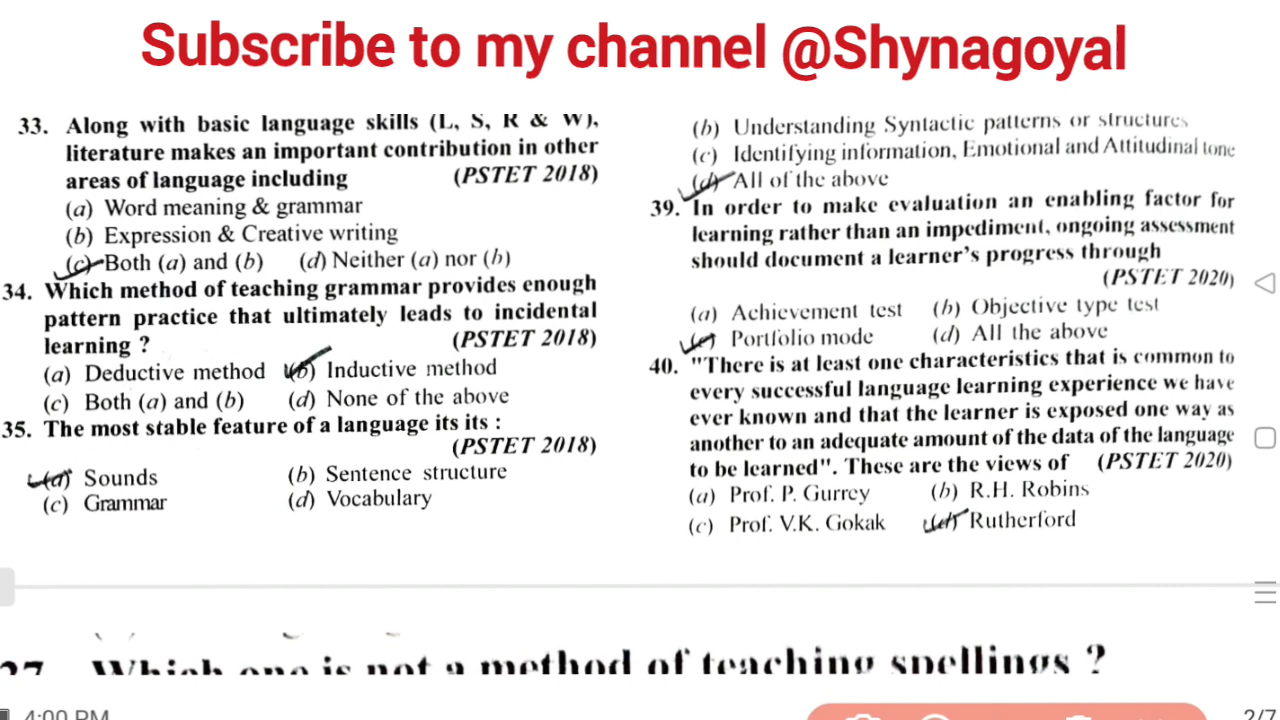 Subscribe to my channel @Shynagoyal
33. Along with basic language skills (L, S, R & W),
literature makes an important contribution in other
areas of language including (PSTET 2018)
(a) Word meaning & grammar
(b) Expression & Creative writing
(c) Both (a) and (b) (d) Neither (a) nor (b)
34. Which method of teaching grammar provides enough
pattern practice that ultimately leads to incidental
learning ? (PSTET 2018)
(a) Deductive method (b) Inductive method
(c) Both (a) and (b) (d) None of the above
35. The most stable feature of a language its its :
(PSTET 2018)
(a) Sounds (b) Sentence structure
(c) Grammar (d) Vocabulary
(b) Understanding Syntactic patterns or structures
(c) Identifying information, Emotional and Attitudinal tone
(d) All of the above
39. In order to make evaluation an enabling factor for
learning rather than an impediment, ongoing assessment
should document a learner's progress through
(PSTET 2020)
(a) Achievement test (b) Objective type test
(c) Portfolio mode (d) All the above
40. "There is at least one characteristics that is common to
every successful language learning experience we have
ever known and that the learner is exposed one way as
another to an adequate amount of the data of the language
to be learned". These are the views of (PSTET 2020)
(a) Prof. P. Gurrey (b) R.H. Robins
(c) Prof. V.K. Gokak (d) Rutherford
27 Which one is not a method of teaching spellings ?
4:00 PM 2/7